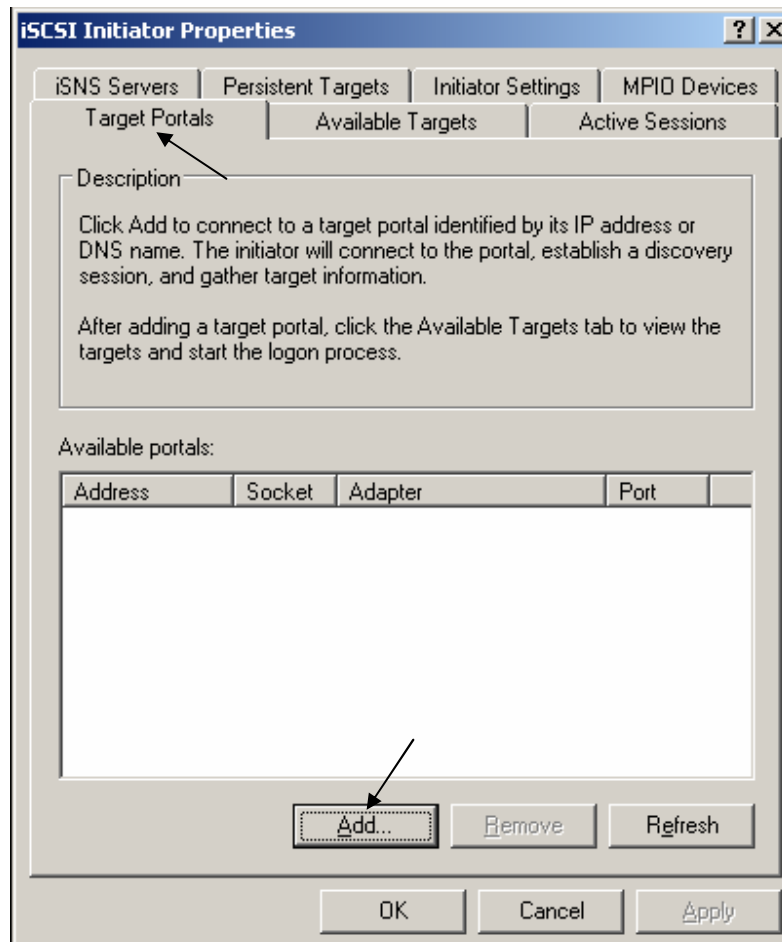 iSCSI Initiator Properties
iSNS Servers Persistent Targets Initiator Settings MPIO Devices
Target Portals Available Targets Active Sessions
Description
Click Add to connect to a target portal identified by its IP address or
DNS name. The initiator will connect to the portal, establish a discovery
session, and gather target information.
After adding a target portal, click the Available Targets tab to view the
targets and start the logon process.
Available portals:
Address Socket Adapter Port
Add... Remove Refresh
OK Cancel Apply